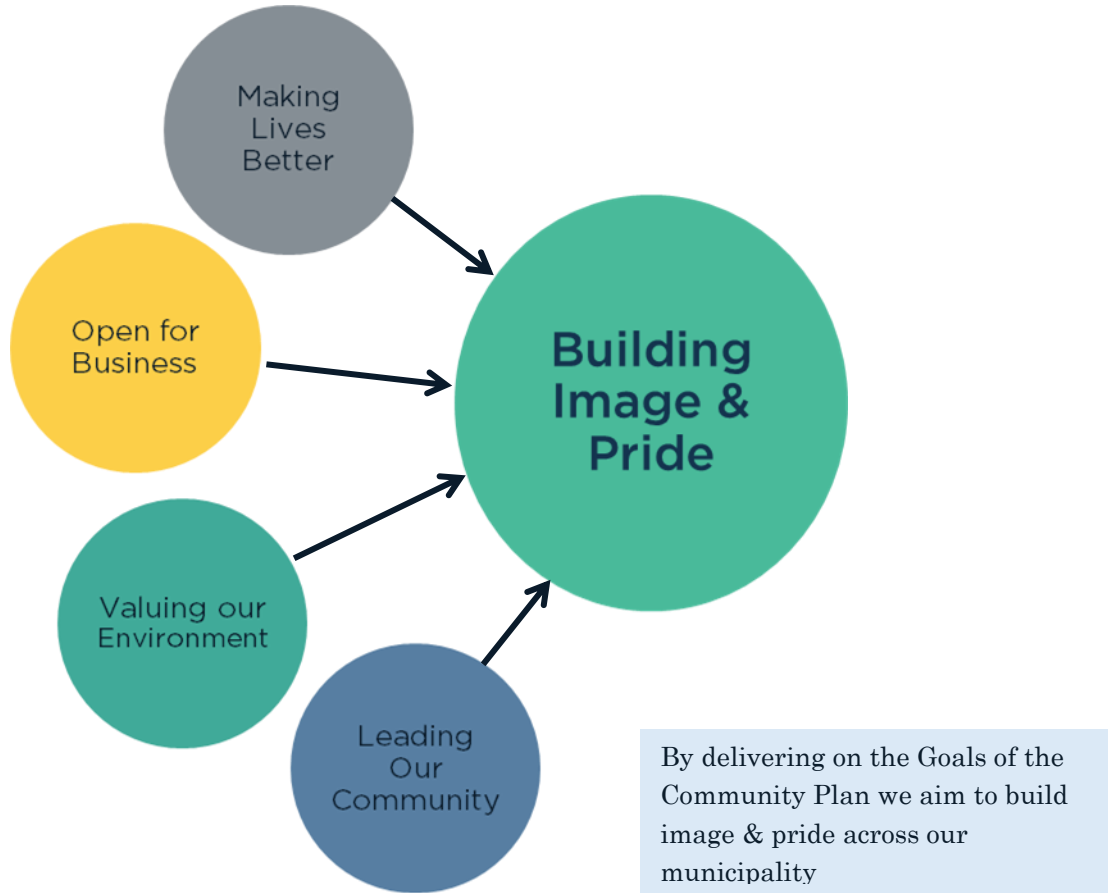 Making
Lives
Better
Open for
Business
Building
Image &
Pride
Valuing our
Environment
Leading
Our
Community
By delivering on the Goals of the
Community Plan we aim to build
image & pride across our
municipality